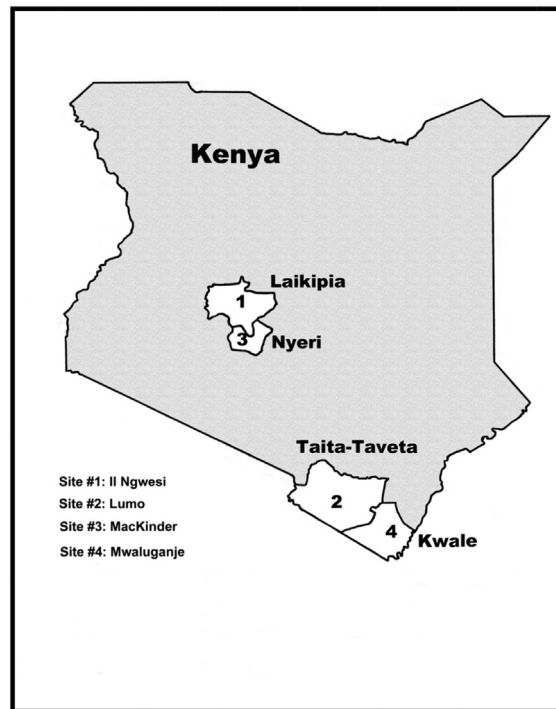 Kenya
Laikipia
1
3
Nyeri
Taita-Taveta
2
4
Kwale
Site #1: Il Ngwesi
Site #2: Lumo
Site #3: MacKinder
Site #4: Mwaluganje